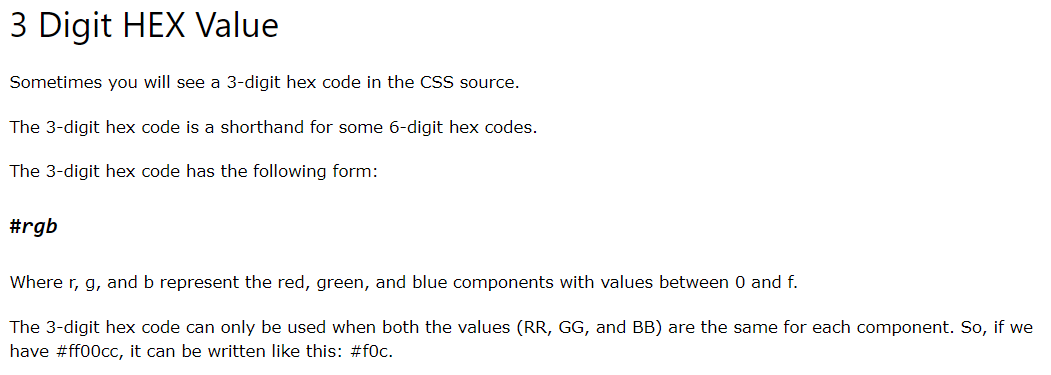 3 Digit HEX Value
Sometimes you will see a 3-digit hex code in the CSS source.
The 3-digit hex code is a shorthand for some 6-digit hex codes.
The 3-digit hex code has the following form:
#rgb
Where r, g, and b represent the red, green, and blue components with values between 0 and f.
The 3-digit hex code can only be used when both the values (RR, GG, and BB) are the same for each component. So, if we
have #ff00cc, it can be written like this: #f0c.